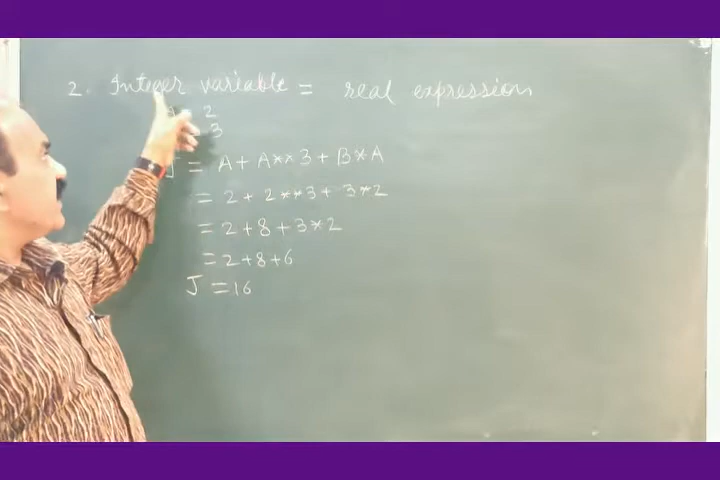 2. Integer variable = real expression
2
3
J = A + A**3 + B*A
= 2 + 2**3 + 3*2
= 2+8+3*2
= 2+8+6
J = 16